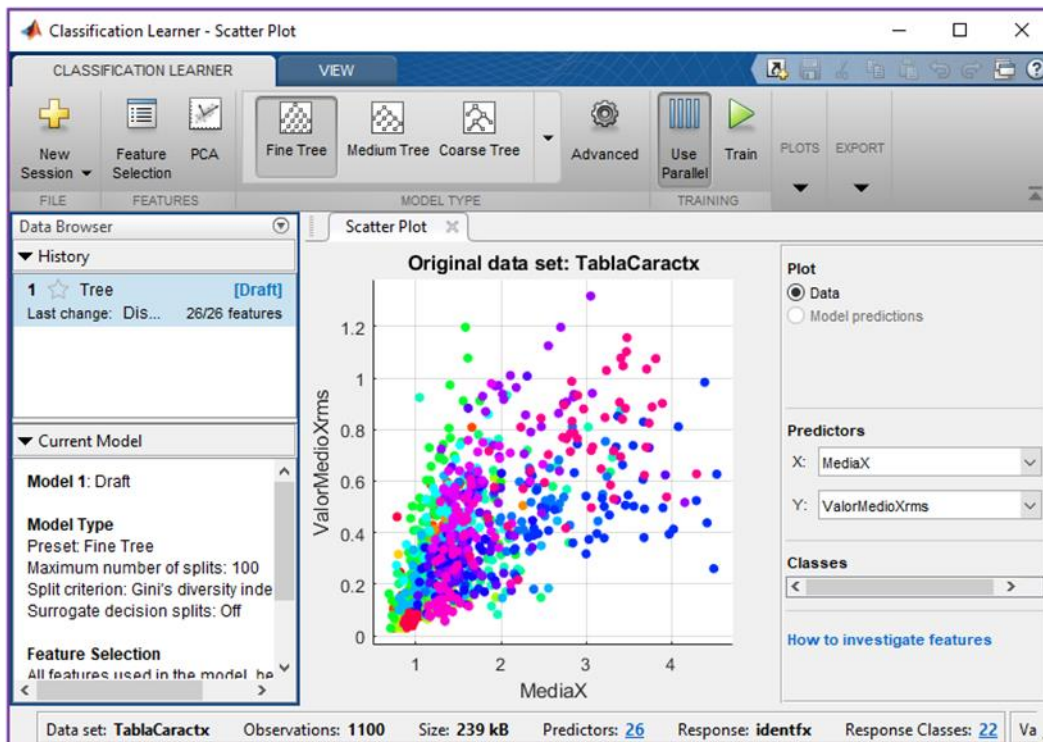 Classification Learner - Scatter Plot
CLASSIFICATION LEARNER VIEW
New Session
Feature Selection
PCA
Fine Tree
Medium Tree
Coarse Tree
Advanced
Use Parallel
Train
PLOTS
EXPORT
FILE FEATURES MODEL TYPE TRAINING
Data Browser
History
1 Tree [Draft]
Last change: Dis... 26/26 features
Current Model
Model 1: Draft
Model Type
Preset: Fine Tree
Maximum number of splits: 100
Split criterion: Gini's diversity inde
Surrogate decision splits: Off
Feature Selection
All features used in the model, be
Scatter Plot
Original data set: TablaCaractx
ValorMedioXrms
1.2
1
0.8
0.6
0.4
0.2
0
1 2 3 4
MediaX
Plot
Data
Model predictions
Predictors
X: MediaX
Y: ValorMedioXrms
Classes
How to investigate features
Data set: TablaCaractx Observations: 1100 Size: 239 kB Predictors: 26 Response: identfx Response Classes: 22 Va